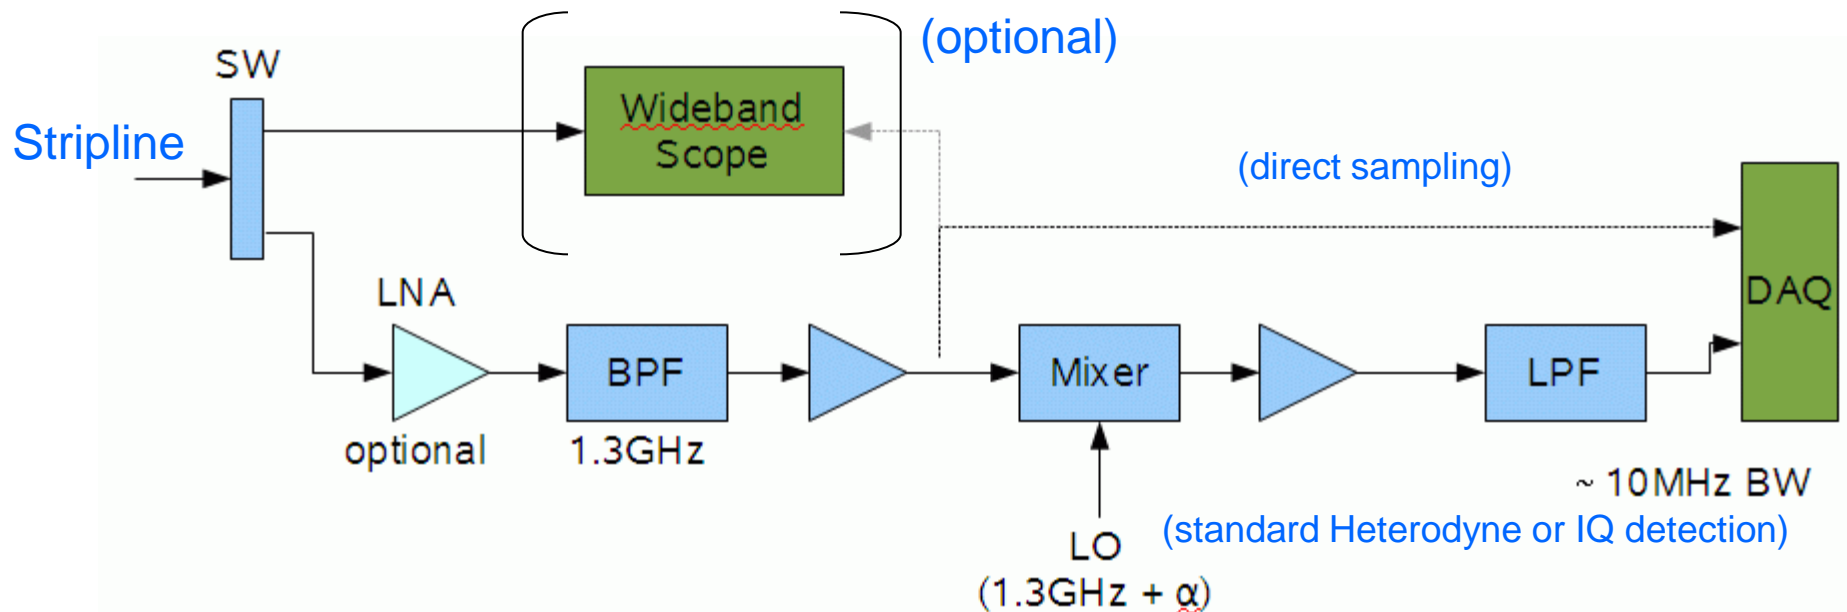 (optional)
SW
Stripline
Wideband
Scope
(direct sampling)
DAQ
LNA
optional
BPF
1.3GHz
Mixer
LPF
~ 10MHz BW
(standard Heterodyne or IQ detection)
LO
(1.3GHz + α)